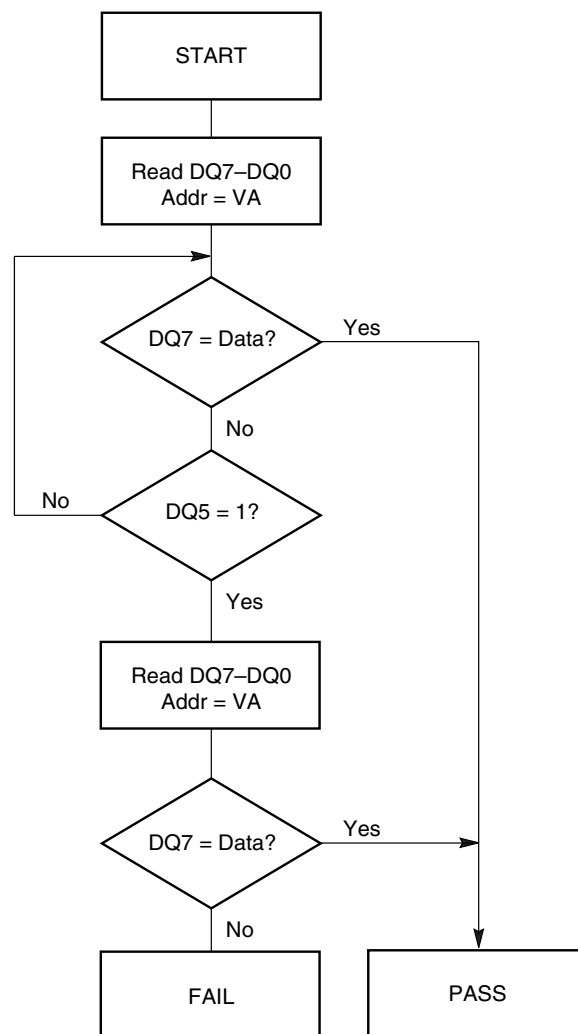 START
Read DQ7–DQ0
Addr = VA
DQ7 = Data?
Yes
No
No
DQ5 = 1?
Yes
Read DQ7–DQ0
Addr = VA
DQ7 = Data?
Yes
No
FAIL
PASS